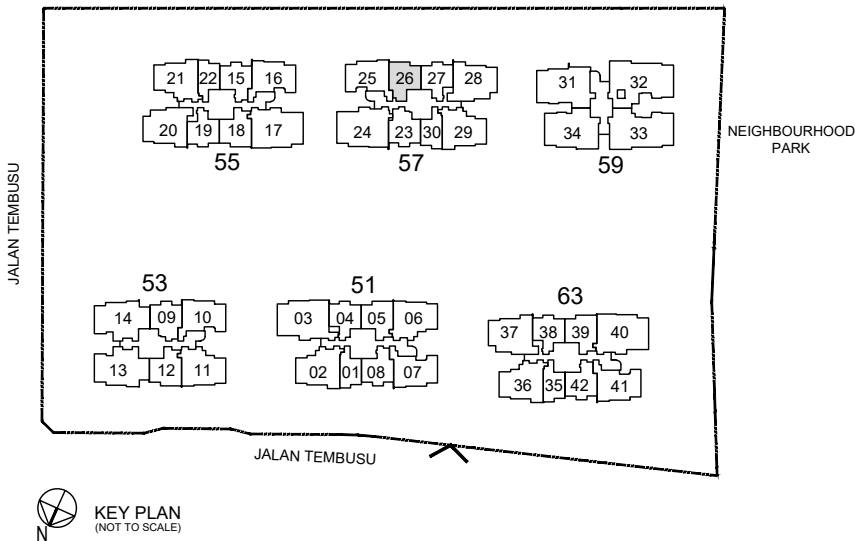 21 22 15 16
20 19 18 17
55
25 26 27 28
24 23 30 29
57
31 32
34 33
59
NEIGHBOURHOOD
PARK
JALAN TEMBUSU
53
14 09 10
13 12 11
51
03 04 05 06
02 01 08 07
63
37 38 39 40
36 35 42 41
JALAN TEMBUSU
N
KEY PLAN
(NOT TO SCALE)